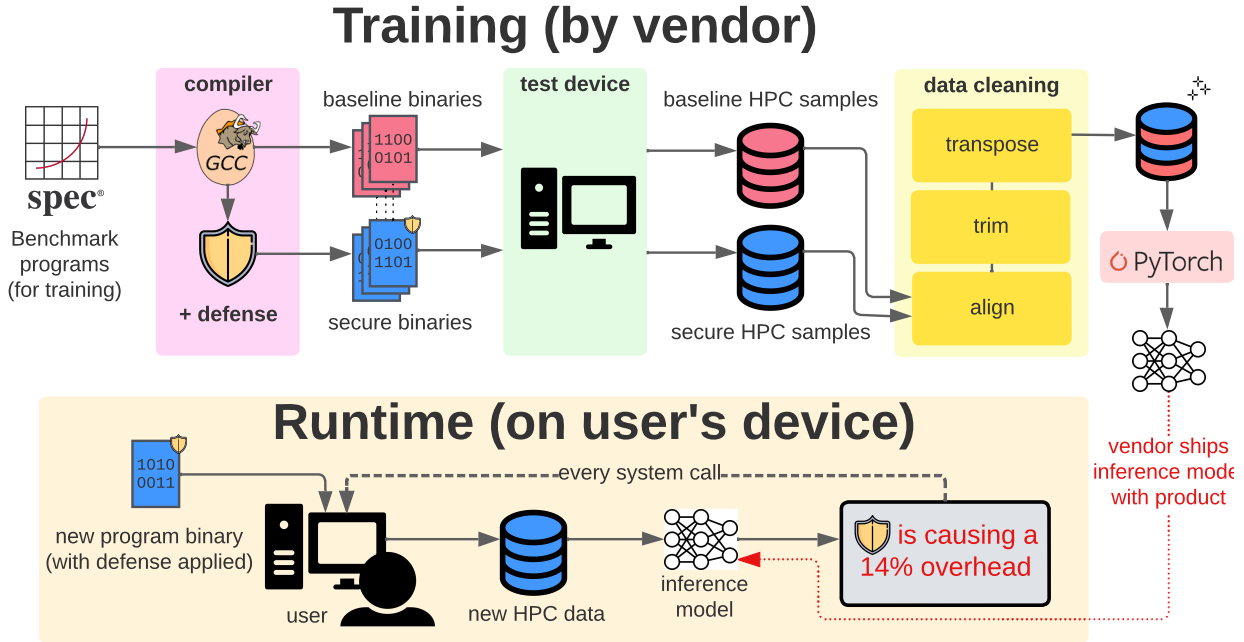 Training (by vendor)
compiler
baseline binaries
test device
baseline HPC samples
data cleaning
GCC
1100
0101
transpose
spec®
Benchmark
programs
(for training)
0100
1101
trim
PyTorch
+ defense
secure binaries
secure HPC samples
align
Runtime (on user's device)
vendor ships
inference mode
with product
1010
0011
every system call
new program binary
(with defense applied)
is causing a
14% overhead
user
new HPC data
inference
model